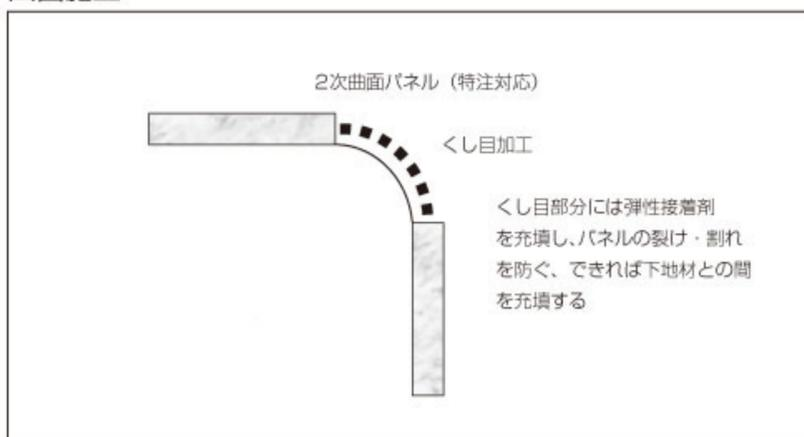 2次曲面パネル（特注対応）
くし目加工
くし目部分には弾性接着剤
を充填し、パネルの裂け・割れ
を防ぐ、できれば下地材との間
を充填する